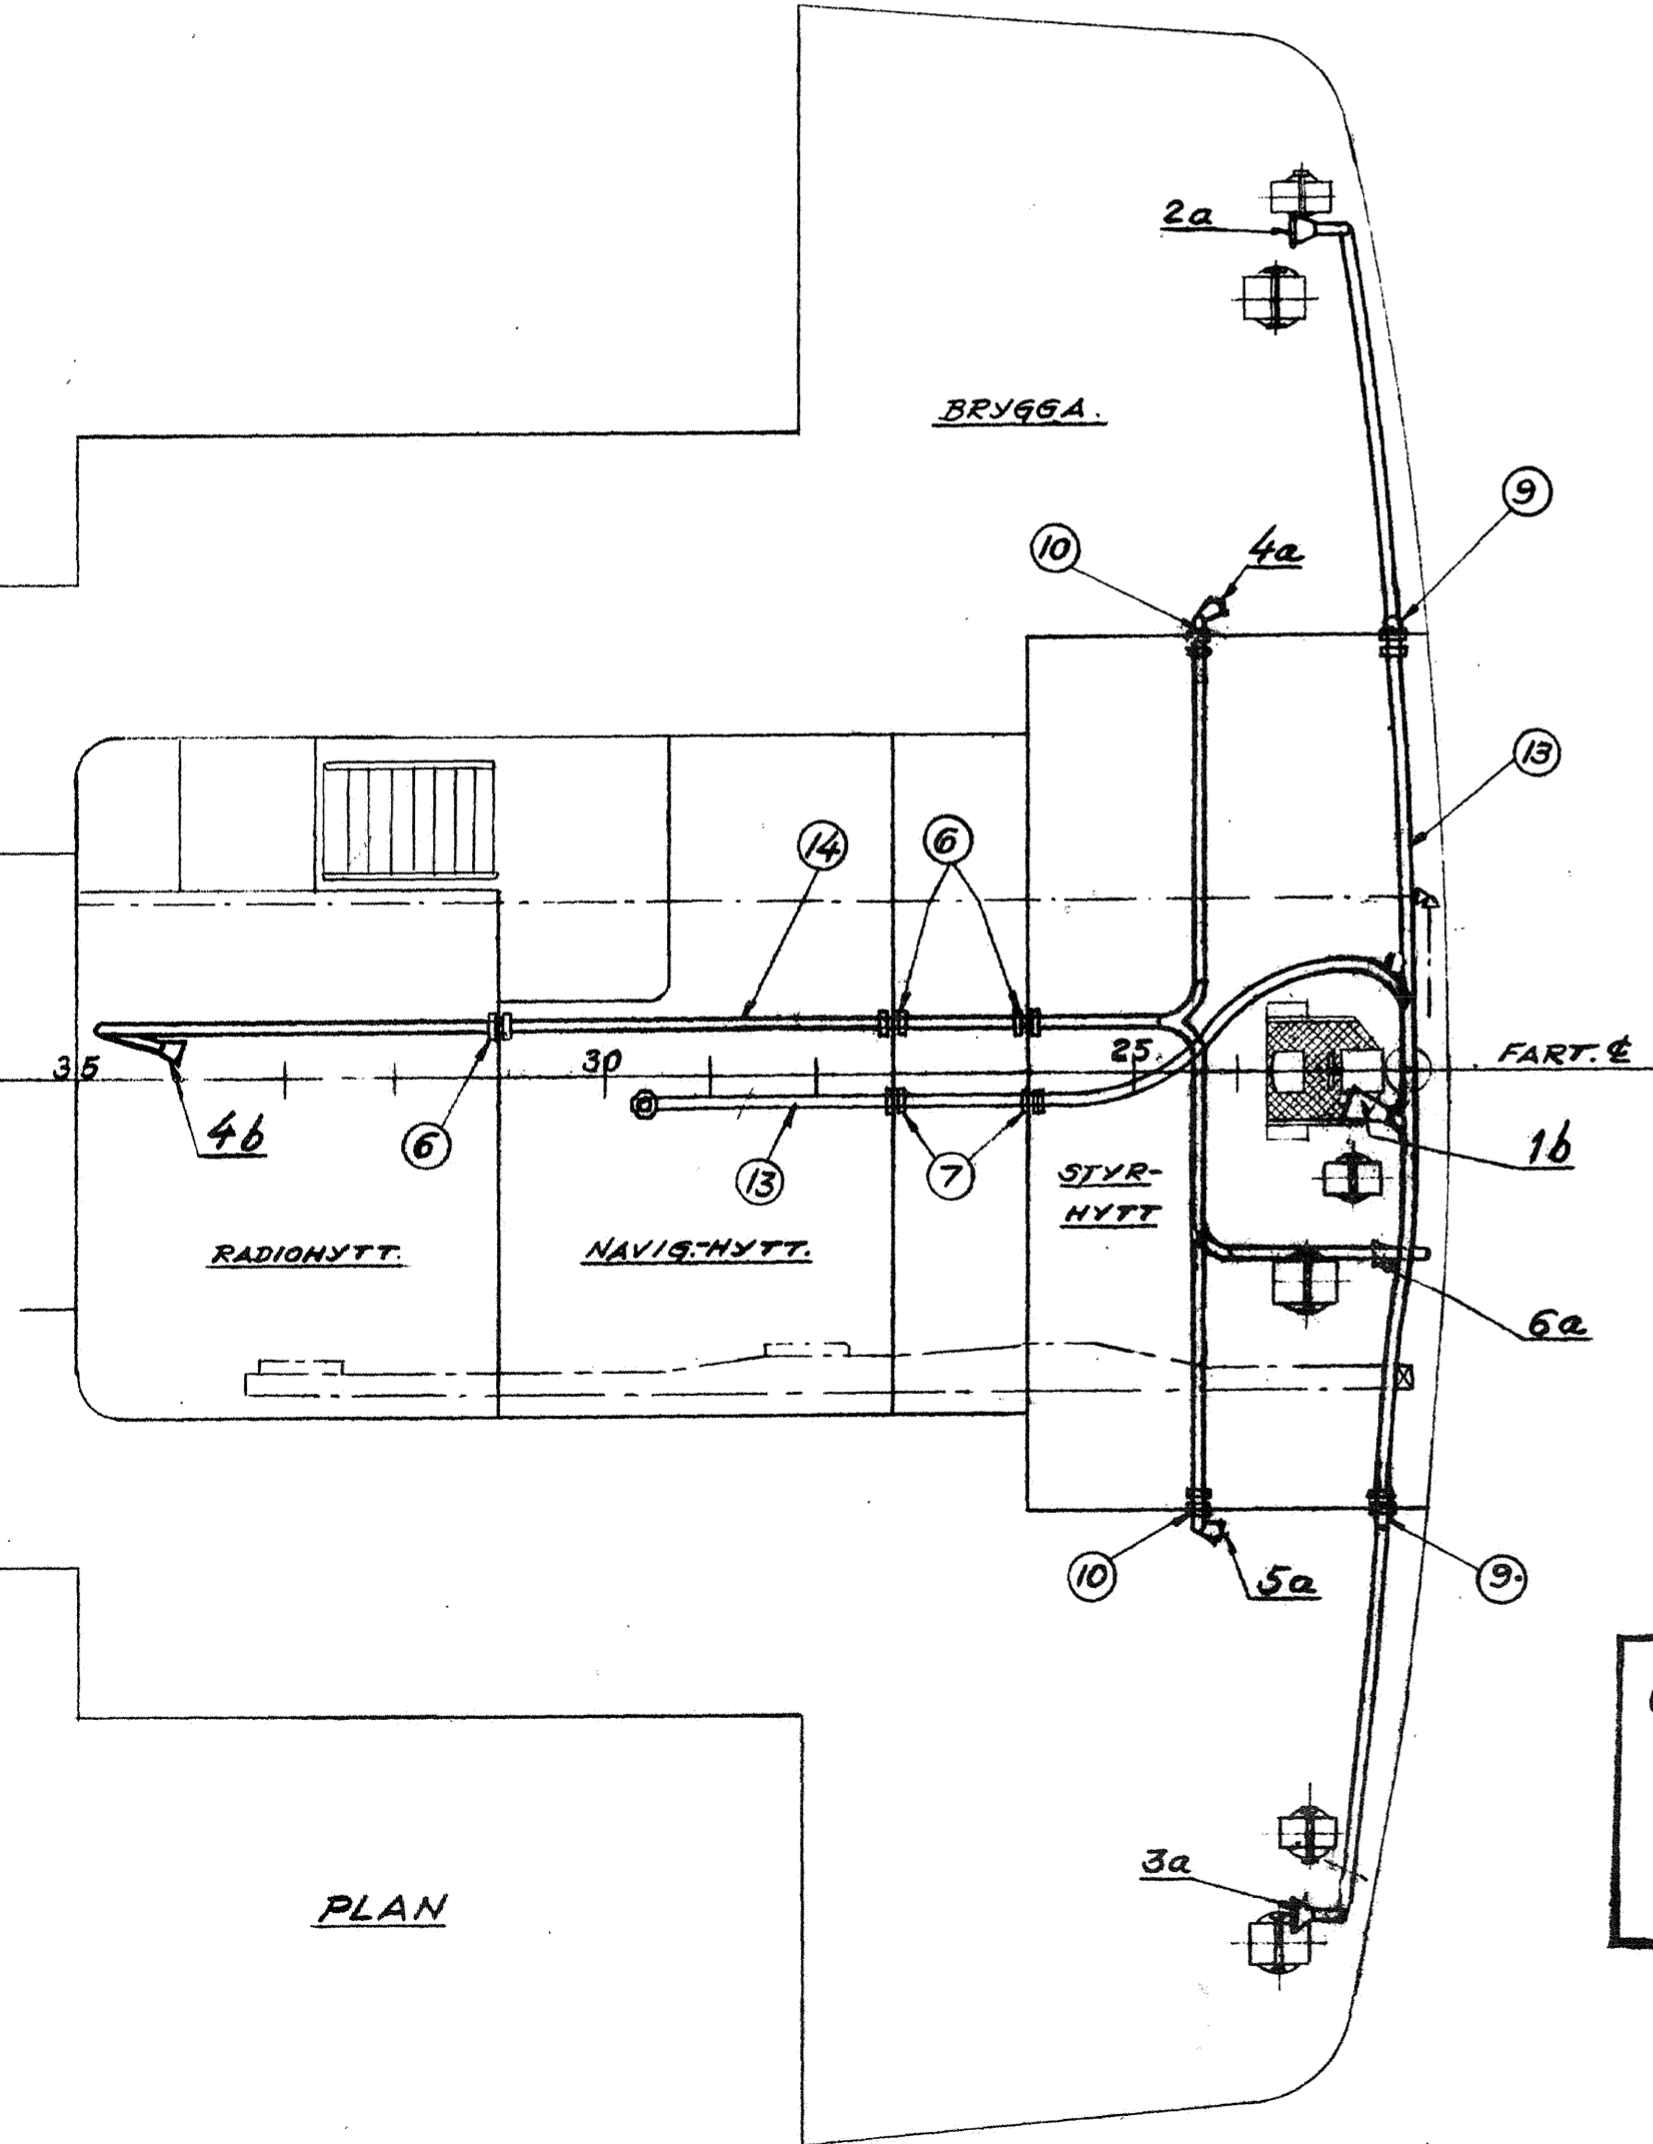 2a
BRYGGA.
9
10
4a
13
14
6
35
30
25
FART. ℄
4b
6
13
7
STYR-
HYTT
1b
RADIOHYTT.
NAVIG.-HYTT.
6a
10
5a
9.
3a
PLAN